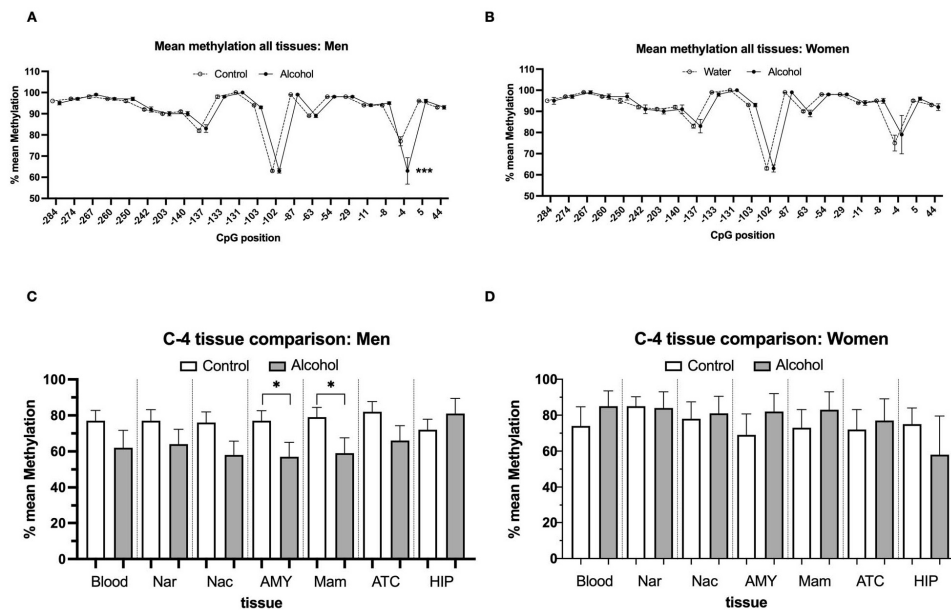 A
Mean methylation all tissues: Men
Control Alcohol
% mean Methylation
100
90
80
70
60
50
***
-284 -274 -267 -260 -250 -242 -203 -140 -137 -133 -131 -103 -102 -87 -63 -54 -29 -11 -8 -4 5 44
CpG position
B
Mean methylation all tissues: Women
Water Alcohol
% mean Methylation
100
90
80
70
60
50
-284 -274 -267 -260 -250 -242 -203 -140 -137 -133 -131 -103 -102 -87 -63 -54 -29 -11 -8 -4 5 44
CpG position
C
C-4 tissue comparison: Men
Control Alcohol
% mean Methylation
100
80
60
40
20
0
* *
Blood Nar Nac AMY Mam ATC HIP
tissue
D
C-4 tissue comparison: Women
Control Alcohol
% mean Methylation
100
80
60
40
20
0
Blood Nar Nac AMY Mam ATC HIP
tissue